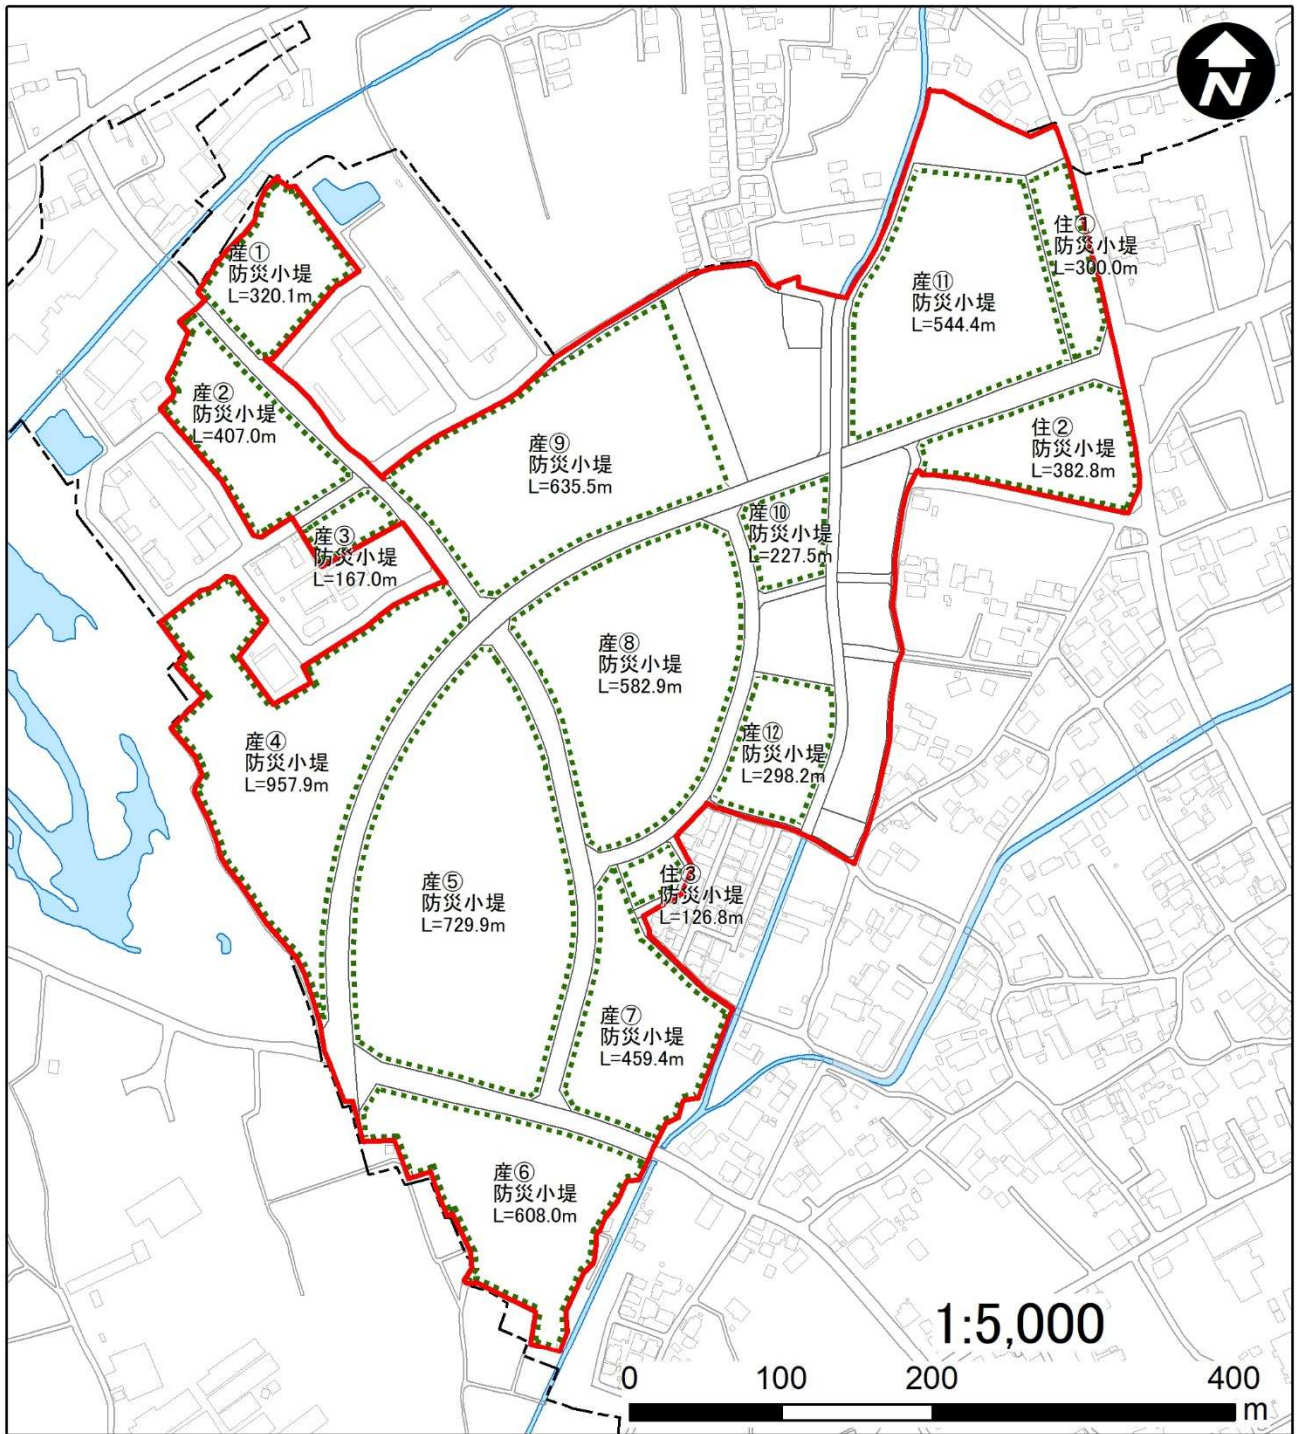 N
産①
防災小堤
L=320.1m
住①
防災小堤
L=300.0m
産⑪
防災小堤
L=544.4m
産②
防災小堤
L=407.0m
産⑨
防災小堤
L=635.5m
住②
防災小堤
L=382.8m
産③
防災小堤
L=167.0m
産⑩
防災小堤
L=227.5m
産⑧
防災小堤
L=582.9m
産④
防災小堤
L=957.9m
産⑫
防災小堤
L=298.2m
産⑤
防災小堤
L=729.9m
住③
防災小堤
L=126.8m
産⑦
防災小堤
L=459.4m
産⑥
防災小堤
L=608.0m
1:5,000
0 100 200 400
m